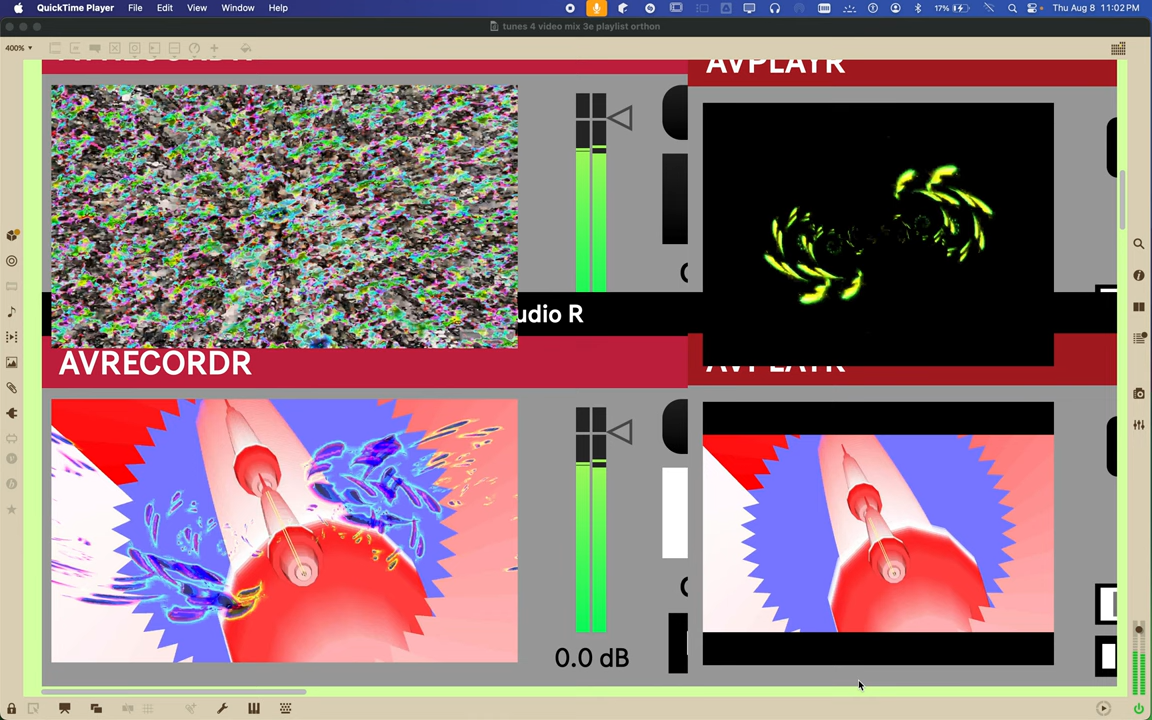 QuickTime Player File Edit View Window Help
17% Thu Aug 8 11:02 PM
tunes 4 video mix 3e playlist orthon
400%
AVPLAYR
udio R
AVRECORDR
0.0 dB